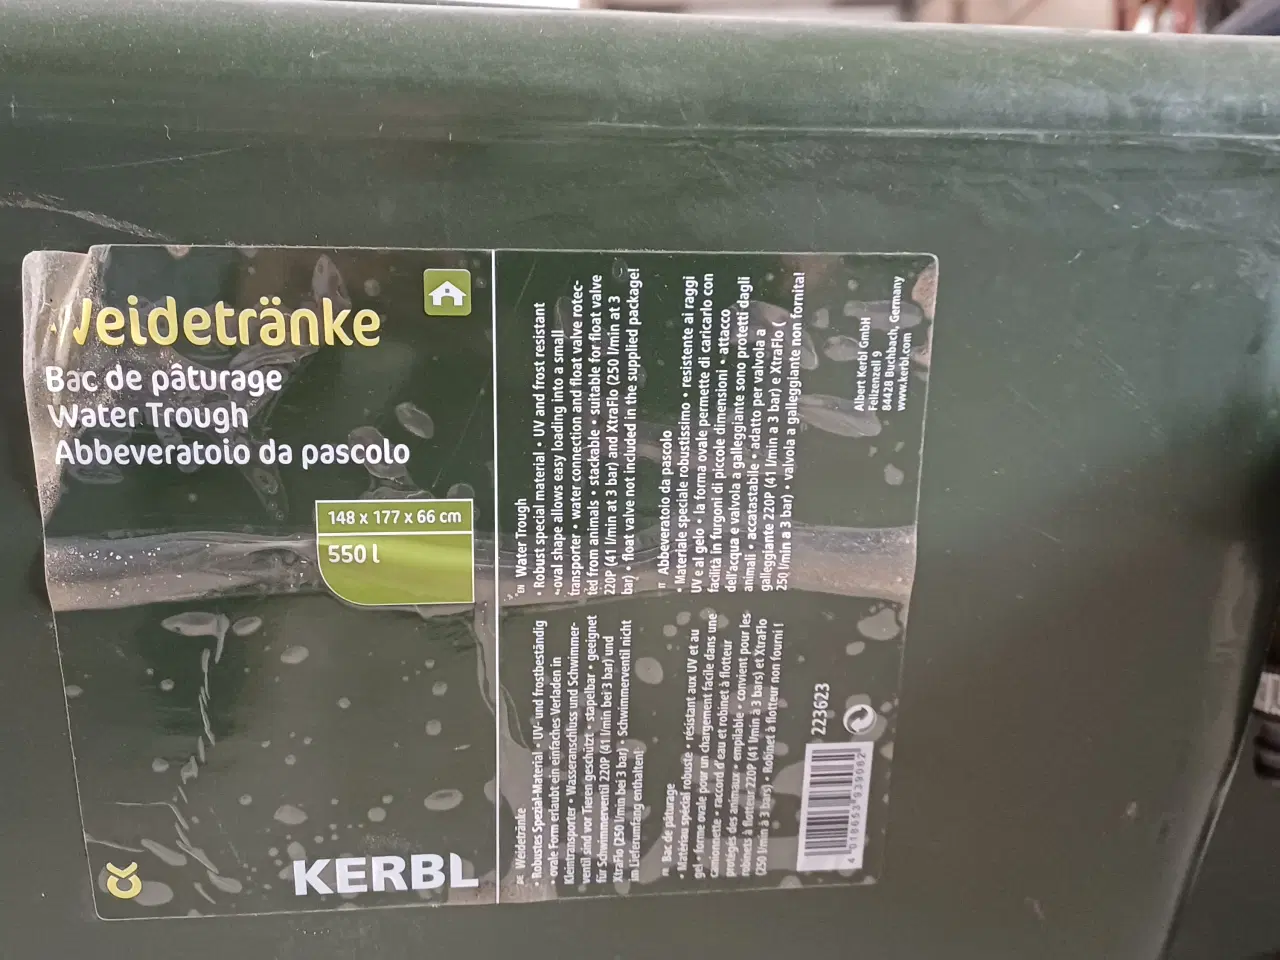 Weidetränke
Bac de pâturage
Water Trough
Abbeveratoio da pascolo
148 x 177 x 66 cm
550 l
KERBL
DE Weidetränke
• Robustes Spezial-Material • UV- und frostbeständig
• ovale Form erlaubt ein einfaches Verladen in
Kleintransporter • Wasseranschluss und Schwimmer-
ventil sind vor Tieren geschützt • stapelbar • geeignet
für Schwimmerventil 220P (41 l/min bei 3 bar) und
XtraFlo (250 l/min bei 3 bar) • Schwimmerventil nicht
im Lieferumfang enthalten!
EN Water Trough
• Robust special material • UV and frost resistant
• oval shape allows easy loading into a small
transporter • water connection and float valve rotec-
ted from animals • stackable • suitable for float valve
220P (41 l/min at 3 bar) and XtraFlo (250 l/min at 3
bar) • float valve not included in the supplied package!
FR Bac de pâturage
• Matériau spécial robuste • résistant aux UV et au
gel • forme ovale pour un chargement facile dans une
camionnette • raccord d'eau et robinet à flotteur
protégés des animaux • empilable • convient pour les
robinets à flotteur 220P (41 l/min à 3 bars) et XtraFlo
(250 l/min à 3 bars) • Robinet à flotteur non fourni !
IT Abbeveratoio da pascolo
• Materiale speciale robustissimo • resistente ai raggi
UV e al gelo • la forma ovale permette di caricarlo con
facilità in furgoni di piccole dimensioni • attacco
dell'acqua e valvola a galleggiante sono protetti dagli
animali • accatastabile • adatto per valvola a
galleggiante 220P (41 l/min a 3 bar) e XtraFlo (
250 l/min a 3 bar) • valvola a galleggiante non fornita!
223623
4 018653 939082
Albert Kerbl GmbH
Felizenzell 9
84428 Buchbach, Germany
www.kerbl.com